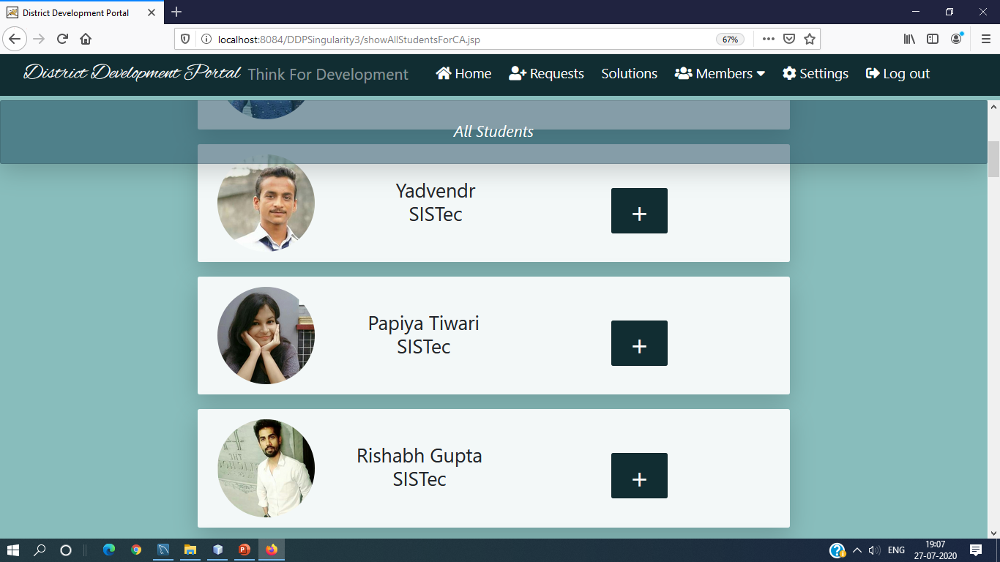 District Development Portal
localhost:8084/DDPSingularity3/showAllStudentsForCA.jsp
67%
District Development Portal Think For Development Home Requests Solutions Members Settings Log out
All Students
Yadvendr
SISTec
+
Papiya Tiwari
SISTec
+
Rishabh Gupta
SISTec
+
ENG
19:07
27-07-2020